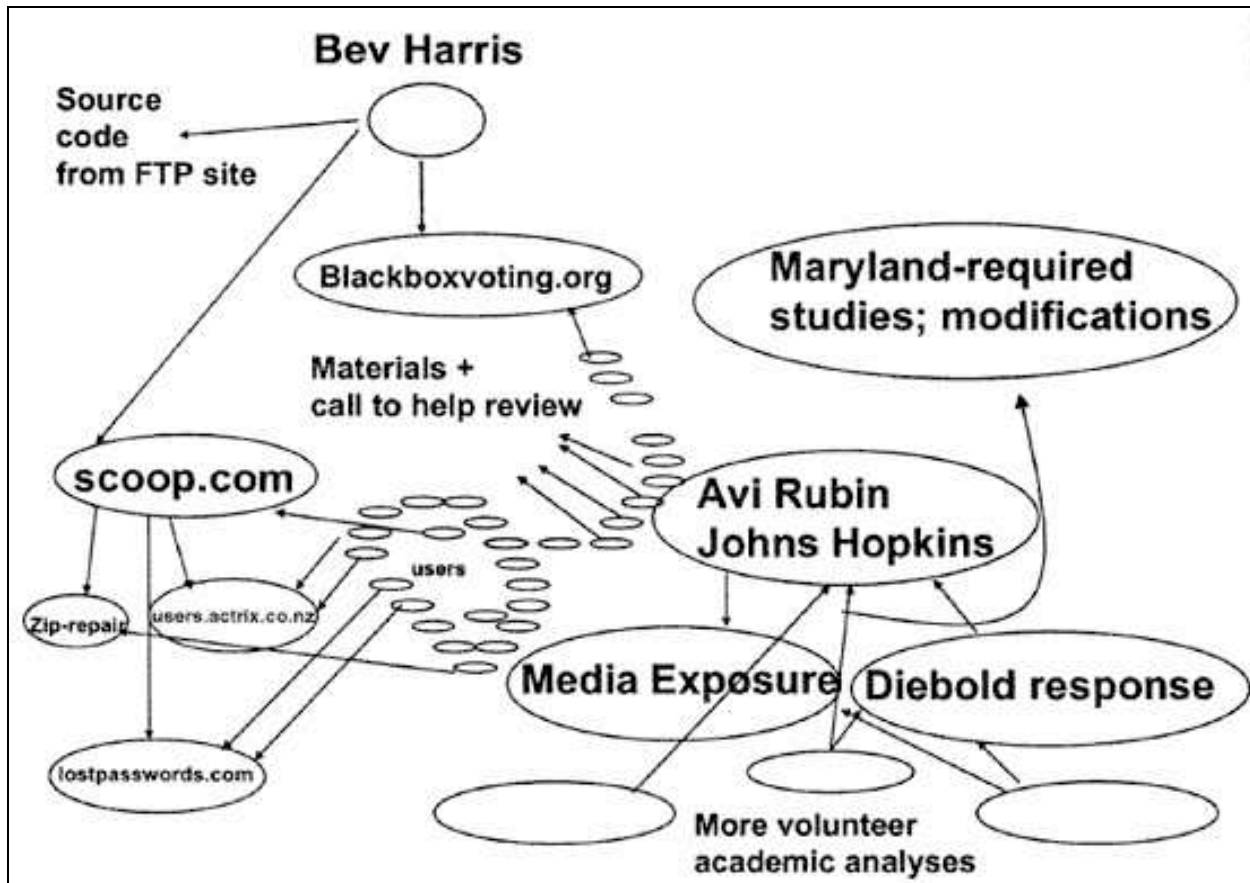 Bev Harris
Source
code
from FTP site
Blackboxvoting.org
Maryland-required
studies; modifications
Materials +
call to help review
scoop.com
Avi Rubin
Johns Hopkins
users
Zip-repair
users.actrix.co.nz
Media Exposure
Diebold response
lostpasswords.com
More volunteer
academic analyses